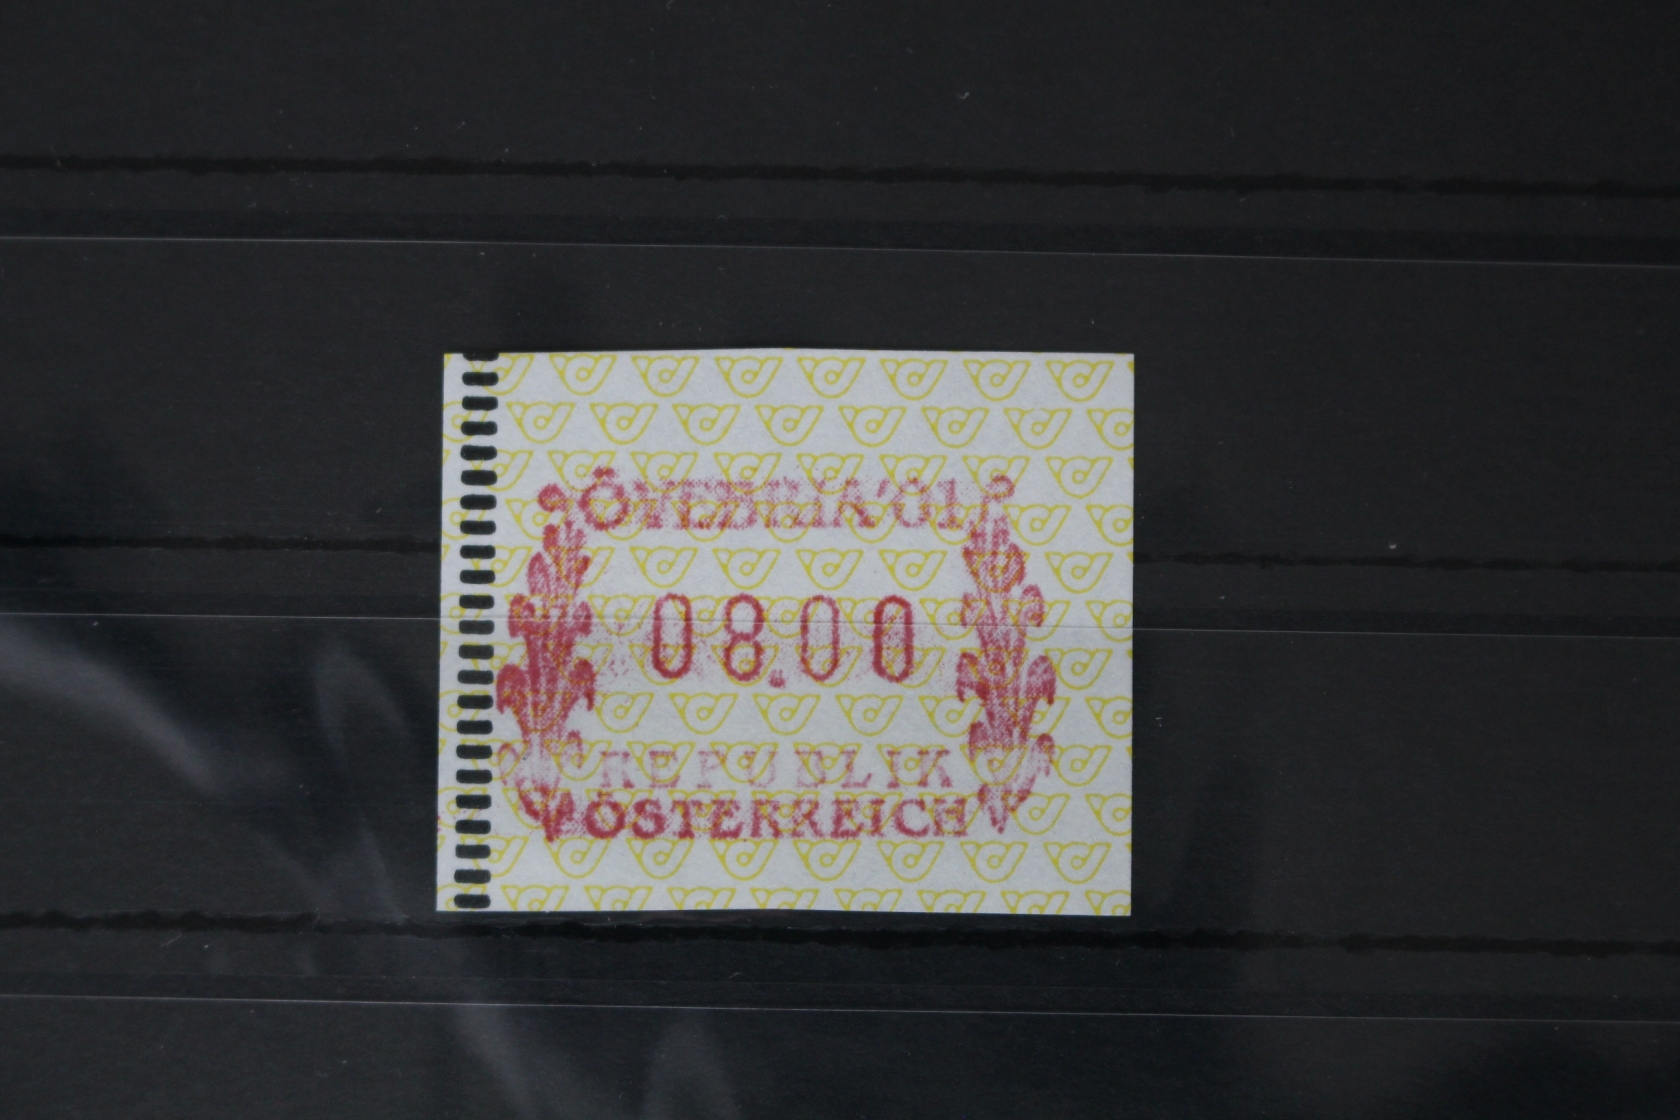 ÖVEBRIA'01
08.00
REPUBLIK
ÖSTERREICH